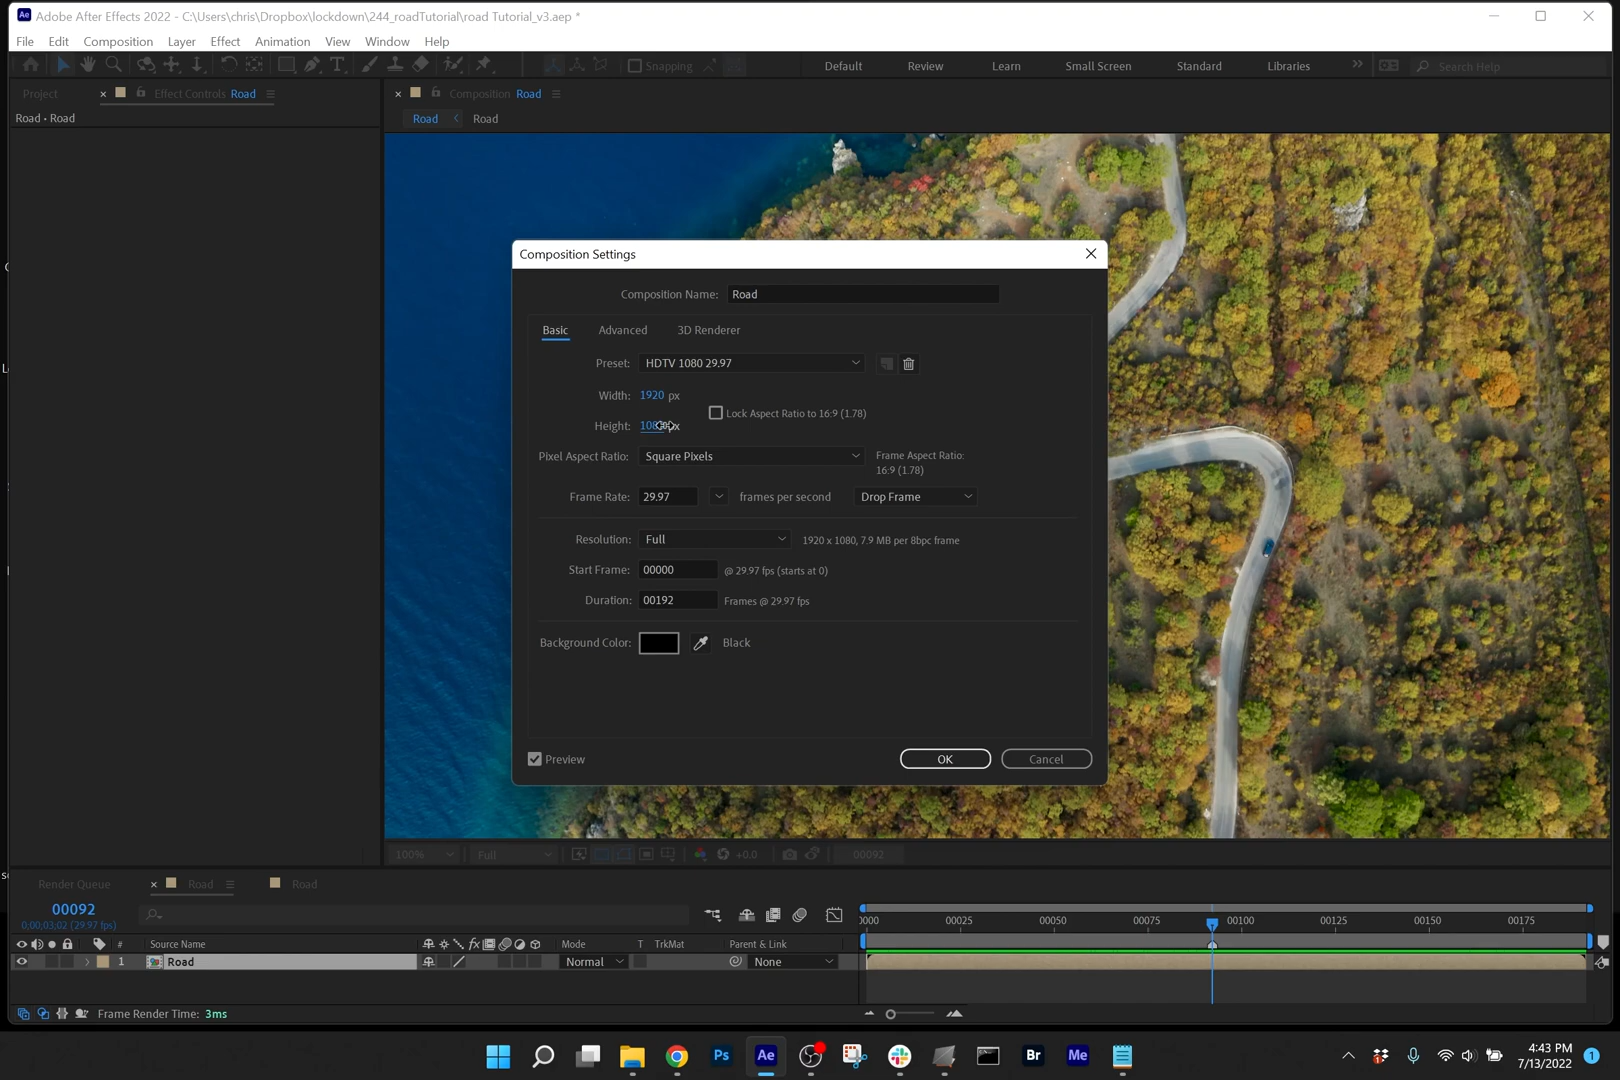 Adobe After Effects 2022 - C:\Users\chris\Dropbox\lockdown\244_roadTutorial\road Tutorial_v3.aep *
File Edit Composition Layer Effect Animation View Window Help
Snapping Default Review Learn Small Screen Standard Libraries Search Help
Project Effect Controls Road Composition Road
Road • Road Road Road
Composition Settings
Composition Name: Road
Basic Advanced 3D Renderer
Preset: HDTV 1080 29.97
Width: 1920 px
Lock Aspect Ratio to 16:9 (1.78)
Height: px
Pixel Aspect Ratio: Square Pixels Frame Aspect Ratio:
16:9 (1.78)
Frame Rate: 29.97 frames per second Drop Frame
Resolution: Full 1920 x 1080, 7.9 MB per 8bpc frame
Start Frame: 00000 @ 29.97 fps (starts at 0)
Duration: 00192 Frames @ 29.97 fps
Background Color: Black
Preview OK Cancel
100% Full +0.0 00092
Render Queue Road Road
00092
0;00;03;02 (29.97 fps)
0000 00025 00050 00075 00100 00125 00150 00175
# Source Name fx Mode T TrkMat Parent & Link
1 Road Normal None
Frame Render Time: 3ms
Ps Ae Br Me
4:43 PM
7/13/2022
1